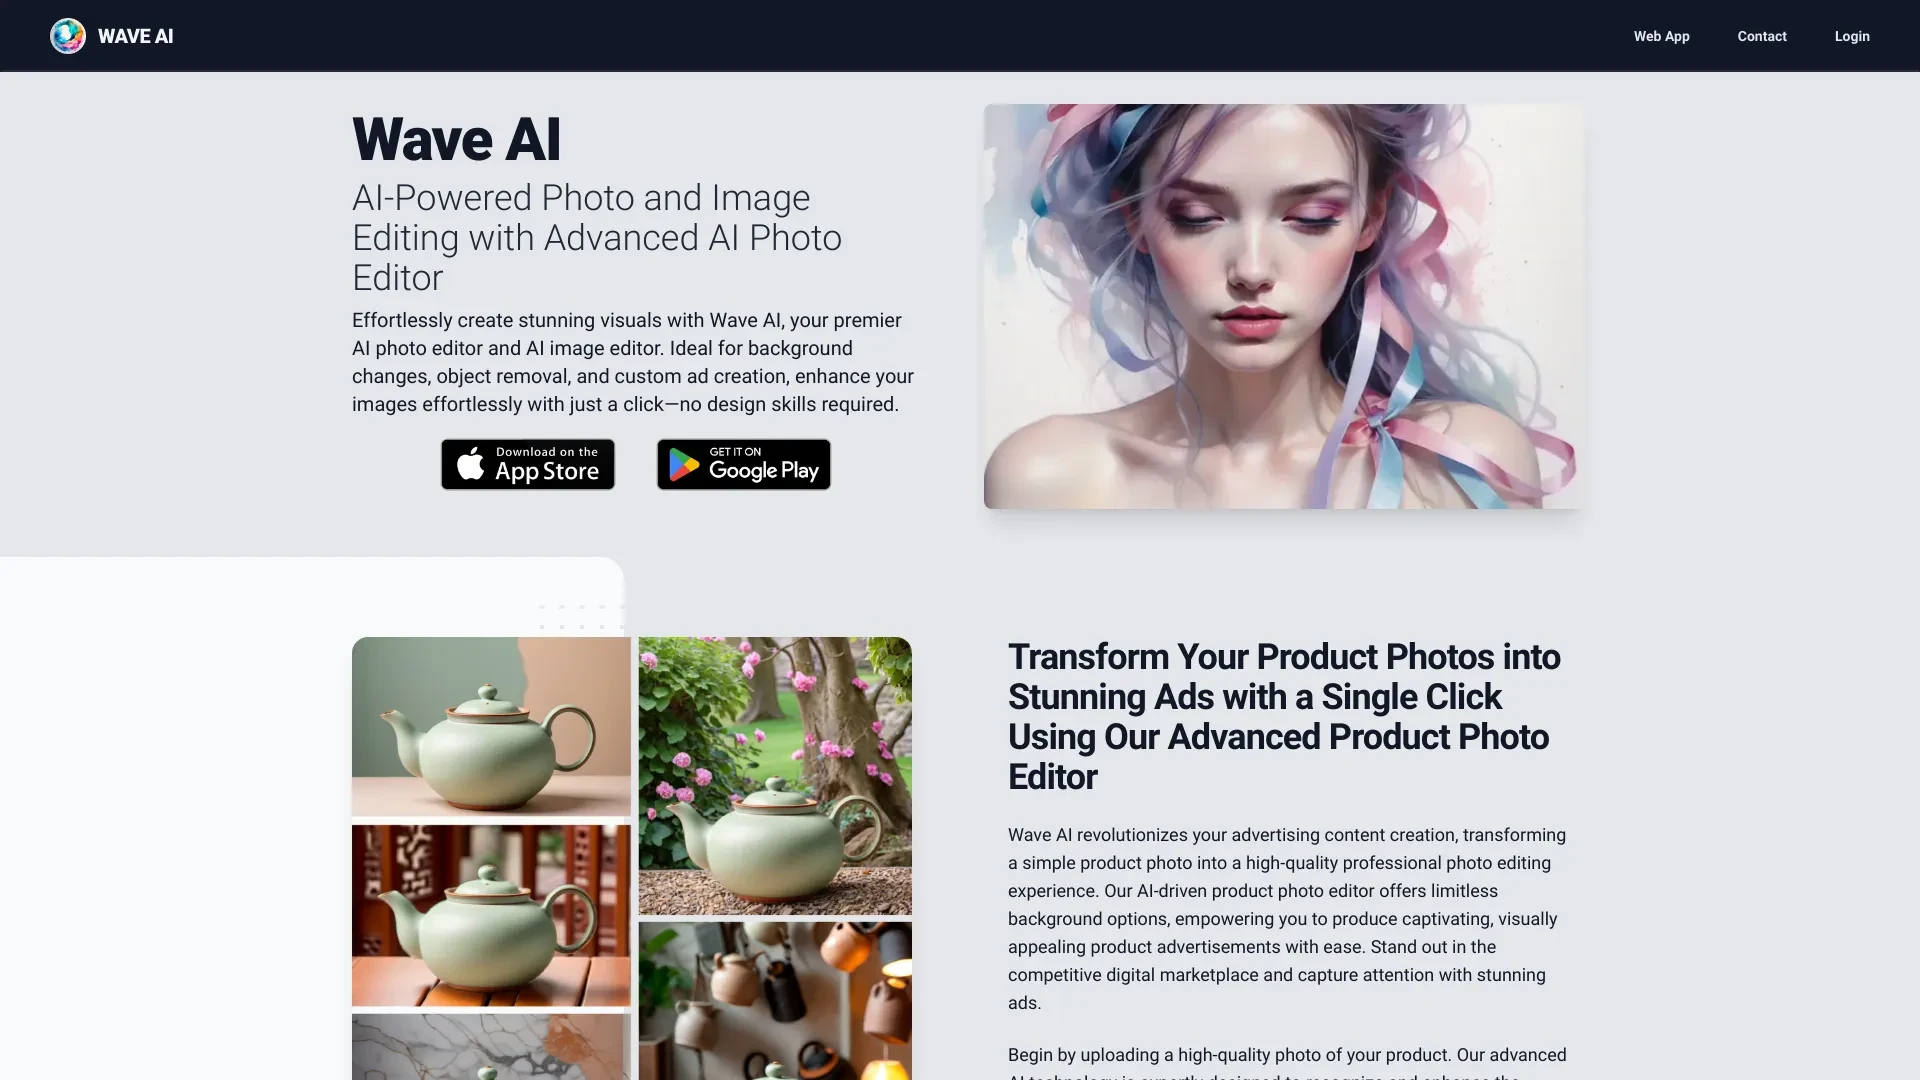 WAVE AI
Web App
Contact
Login
Wave AI
AI-Powered Photo and Image
Editing with Advanced AI Photo
Editor
Effortlessly create stunning visuals with Wave AI, your premier
AI photo editor and AI image editor. Ideal for background
changes, object removal, and custom ad creation, enhance your
images effortlessly with just a click—no design skills required.
Download on the
App Store
GET IT ON
Google Play
Transform Your Product Photos into
Stunning Ads with a Single Click
Using Our Advanced Product Photo
Editor
Wave AI revolutionizes your advertising content creation, transforming
a simple product photo into a high-quality professional photo editing
experience. Our AI-driven product photo editor offers limitless
background options, empowering you to produce captivating, visually
appealing product advertisements with ease. Stand out in the
competitive digital marketplace and capture attention with stunning
ads.
Begin by uploading a high-quality photo of your product. Our advanced